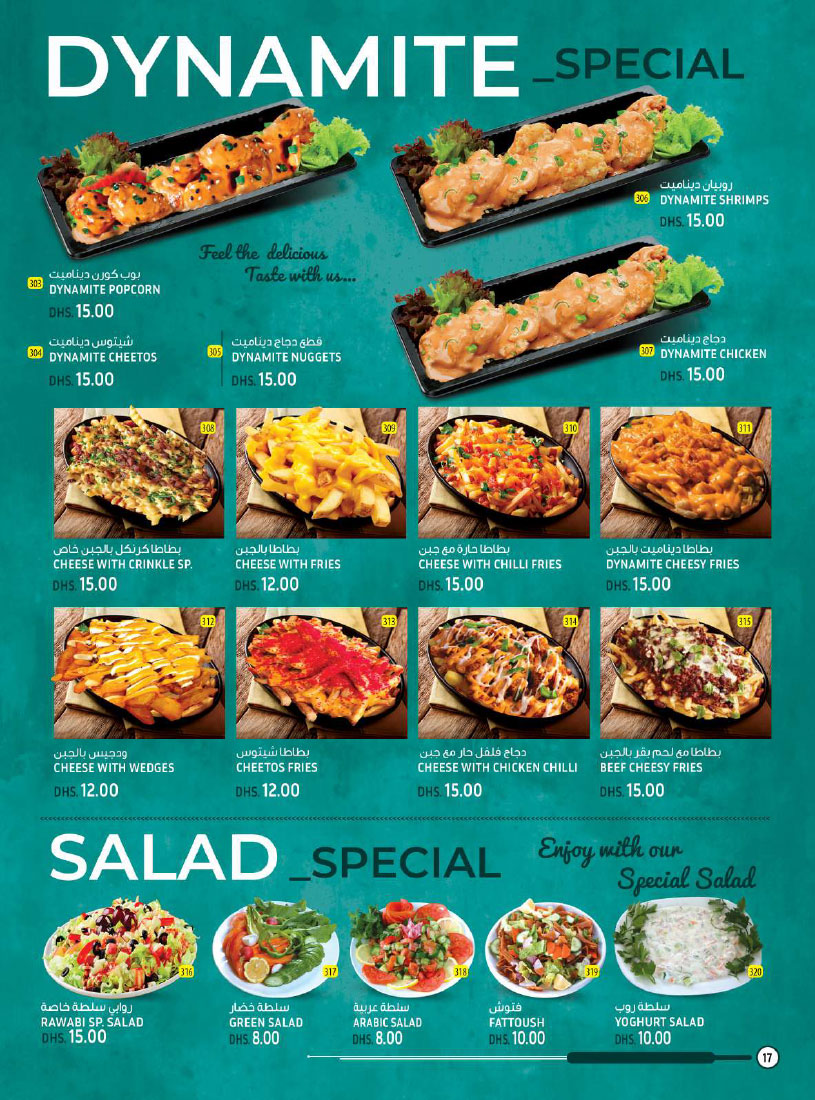 DYNAMITE _SPECIAL
303
بوب كورن ديناميت
DYNAMITE POPCORN
DHS. 15.00
Feel the delicious
Taste with us...
306
روبيان ديناميت
DYNAMITE SHRIMPS
DHS. 15.00
304
شيتوس ديناميت
DYNAMITE CHEETOS
DHS. 15.00
305
قطع دجاج ديناميت
DYNAMITE NUGGETS
DHS. 15.00
307
دجاج ديناميت
DYNAMITE CHICKEN
DHS. 15.00
308
بطاطا كرنكل بالجبن خاص
CHEESE WITH CRINKLE SP.
DHS. 15.00
309
بطاطا بالجبن
CHEESE WITH FRIES
DHS. 12.00
310
بطاطا حارة مع جبن
CHEESE WITH CHILLI FRIES
DHS. 15.00
311
بطاطا ديناميت بالجبن
DYNAMITE CHEESY FRIES
DHS. 15.00
312
ودجيس بالجبن
CHEESE WITH WEDGES
DHS. 12.00
313
بطاطا شيتوس
CHEETOS FRIES
DHS. 12.00
314
دجاج فلفل حار مع جبن
CHEESE WITH CHICKEN CHILLI
DHS. 15.00
315
بطاطا مع لحم بقر بالجبن
BEEF CHEESY FRIES
DHS. 15.00
SALAD _SPECIAL
Enjoy with our
Special Salad
316
روابي سلطة خاصة
RAWABI SP. SALAD
DHS. 15.00
317
سلطة خضار
GREEN SALAD
DHS. 8.00
318
سلطة عربية
ARABIC SALAD
DHS. 8.00
319
فتوش
FATTOUSH
DHS. 10.00
320
سلطة روب
YOGHURT SALAD
DHS. 10.00
17